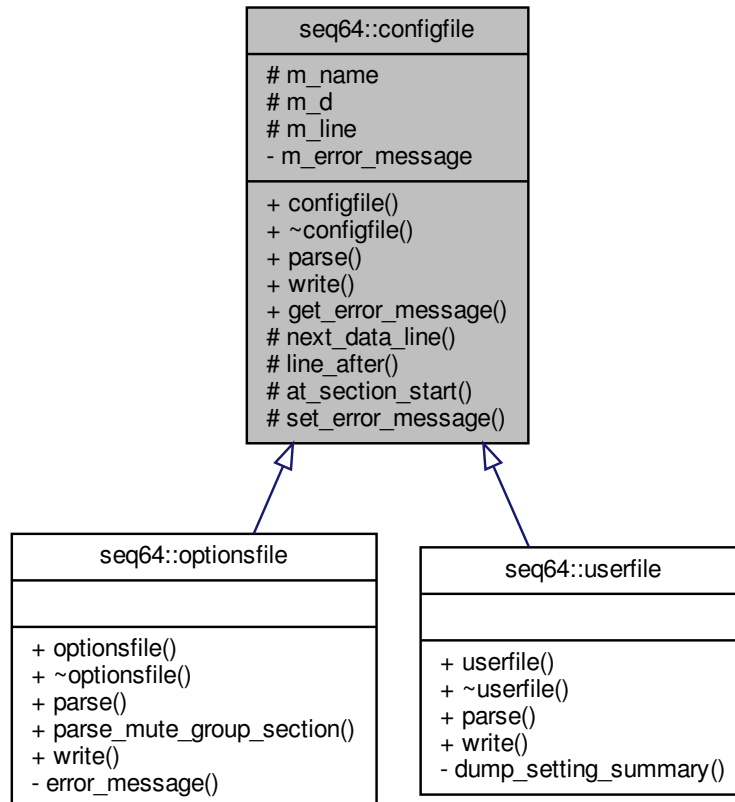 seq64::configfile
# m_name
# m_d
# m_line
- m_error_message
+ configfile()
+ ~configfile()
+ parse()
+ write()
+ get_error_message()
# next_data_line()
# line_after()
# at_section_start()
# set_error_message()
seq64::optionsfile
+ optionsfile()
+ ~optionsfile()
+ parse()
+ parse_mute_group_section()
+ write()
- error_message()
seq64::userfile
+ userfile()
+ ~userfile()
+ parse()
+ write()
- dump_setting_summary()